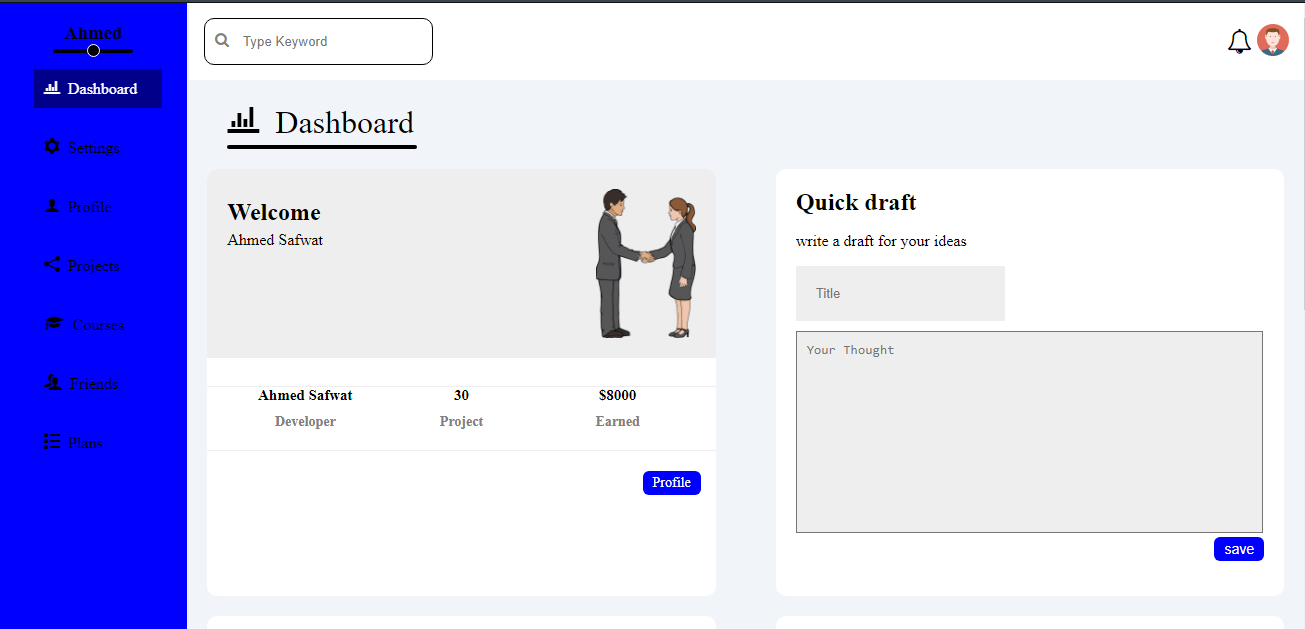 Ahmed
Dashboard
Settings
Profile
Projects
Courses
Friends
Plans
Type Keyword
Dashboard
Welcome
Ahmed Safwat
Ahmed Safwat 30 $8000
Developer Project Earned
Profile
Quick draft
write a draft for your ideas
Title
Your Thought
save